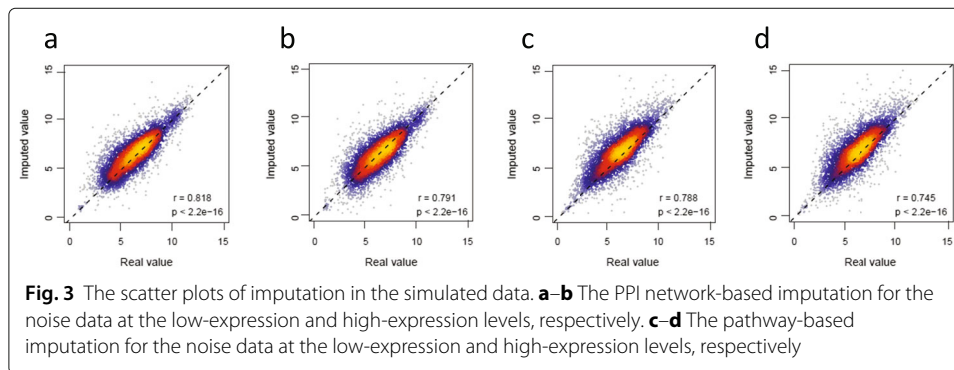 a
b
c
d
15
10
5
0
Imputed value
r = 0.818
p < 2.2e−16
0 5 10 15
Real value
15
10
5
0
Imputed value
r = 0.791
p < 2.2e−16
0 5 10 15
Real value
15
10
5
0
Imputed value
r = 0.788
p < 2.2e−16
0 5 10 15
Real value
15
10
5
0
Imputed value
r = 0.745
p < 2.2e−16
0 5 10 15
Real value
Fig. 3 The scatter plots of imputation in the simulated data. a–b The PPI network-based imputation for the
noise data at the low-expression and high-expression levels, respectively. c–d The pathway-based
imputation for the noise data at the low-expression and high-expression levels, respectively